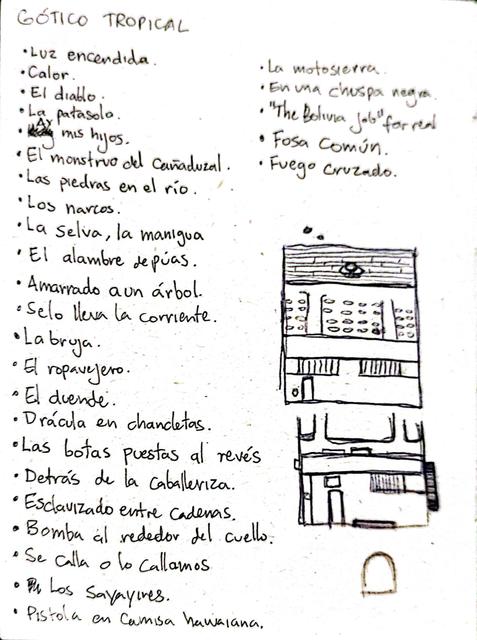 GÓTICO TROPICAL
• Luz encendida.
• Calor.
• El diablo.
• La patasolo.
• Ay mis hijos.
• El monstruo del Cañaduzal.
• Las piedras en el río.
• Los narcos.
• La selva, la manigua
• El alambre de púas.
• Amarrado a un árbol.
• Se lo lleva la corriente.
• La bruja.
• El ropavejero.
• El duende.
• Drácula en chancletas.
• Las botas puestas al revés
• Detrás de la caballeriza.
• Esclavizado entre cadenas.
• Bomba al rededor del cuello.
• Se calla o lo callamos
• Los Sayayires.
• Pistola en Camisa hawaiana.
• La motosierra.
• En una chuspa negra.
• "The Bolivia job" for real
• Fosa Común.
• Fuego Cruzado.